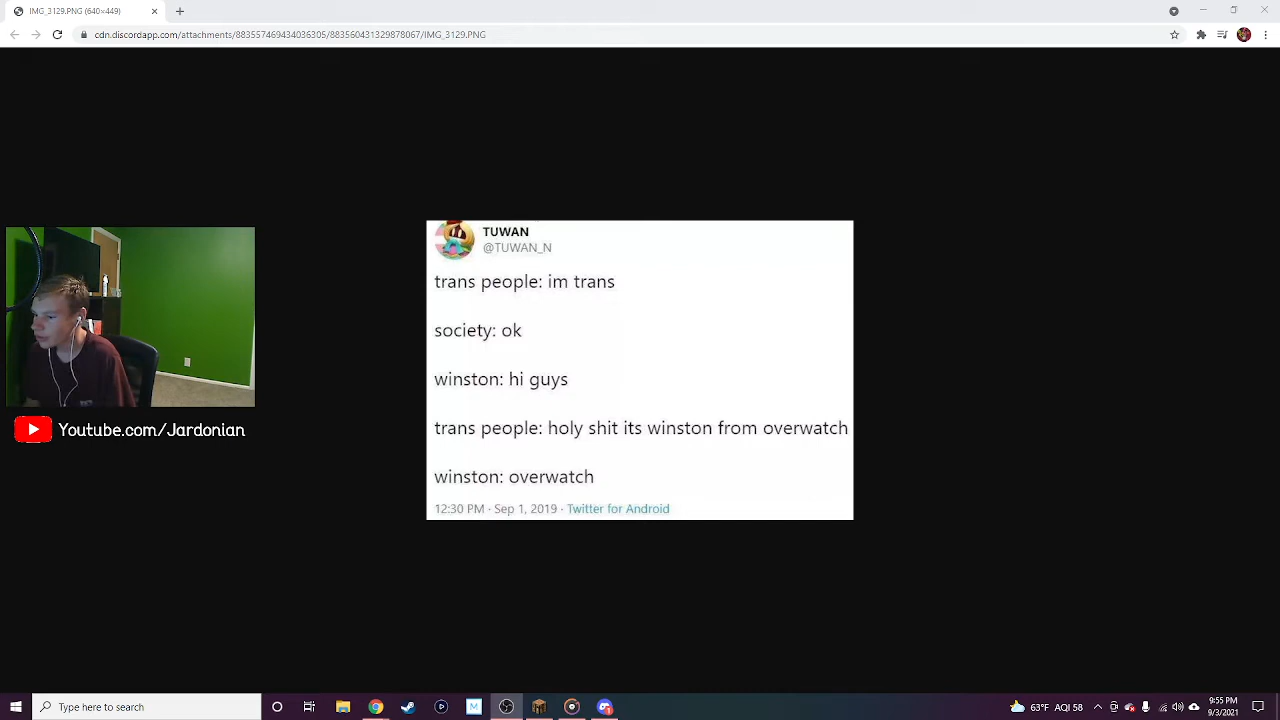 IMG_3129.PNG (640×449)
cdn.discordapp.com/attachments/883557469434036305/883560431329878067/IMG_3129.PNG
TUWAN
@TUWAN_N
trans people: im trans
society: ok
winston: hi guys
trans people: holy shit its winston from overwatch
winston: overwatch
12:30 PM · Sep 1, 2019 · Twitter for Android
Youtube.com/Jardonian
Type here to search
M
63°F AQI 58
9:55 PM
9/3/2021